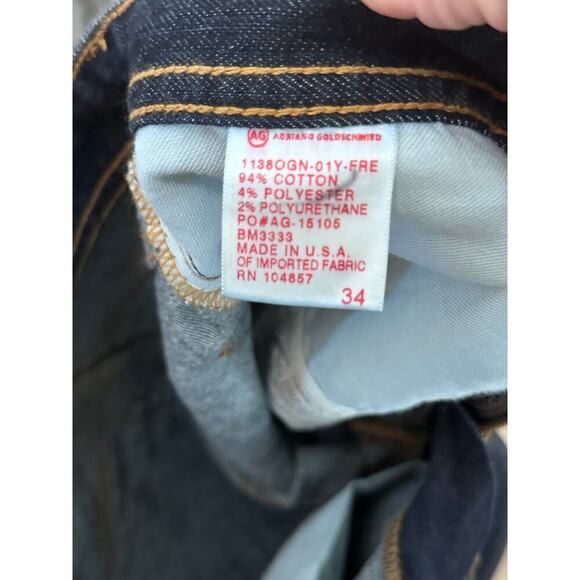 AG ADRIANO GOLDSCHMIED
1138OGN-01Y-FRE
94% COTTON
4% POLYESTER
2% POLYURETHANE
PO#AG-15105
BM3333
MADE IN U.S.A.
OF IMPORTED FABRIC
RN 104857
34